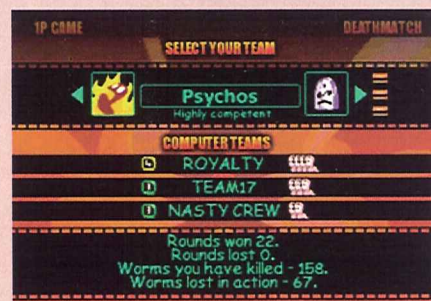 1P GAME
DEATHMATCH
SELECT YOUR TEAM
Psychos
Highly competent
COMPUTER TEAMS
ROYALTY
TEAM17
NASTY CREW
Rounds won 22.
Rounds lost 0.
Worms you have killed - 158.
Worms lost in action - 67.